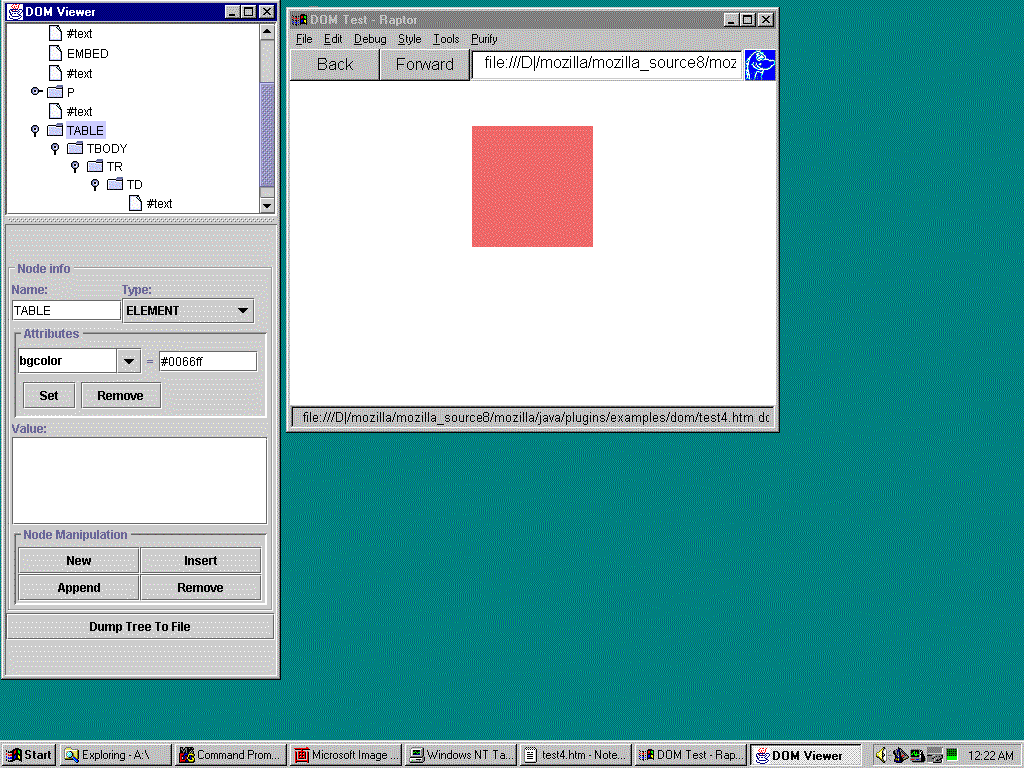 DOM Viewer
#text
EMBED
#text
P
#text
TABLE
TBODY
TR
TD
#text
Node info
Name:
Type:
TABLE
ELEMENT
Attributes
bgcolor
=
#0066ff
Set
Remove
Value:
Node Manipulation
New
Insert
Append
Remove
Dump Tree To File
DOM Test - Raptor
File Edit Debug Style Tools Purify
Back
Forward
file:///D|/mozilla/mozilla_source8/moz
file:///D|/mozilla/mozilla_source8/mozilla/java/plugins/examples/dom/test4.htm do
Start
Exploring - A:\
Command Prom...
Microsoft Image ...
Windows NT Ta...
test4.htm - Note...
DOM Test - Rap...
DOM Viewer
12:22 AM